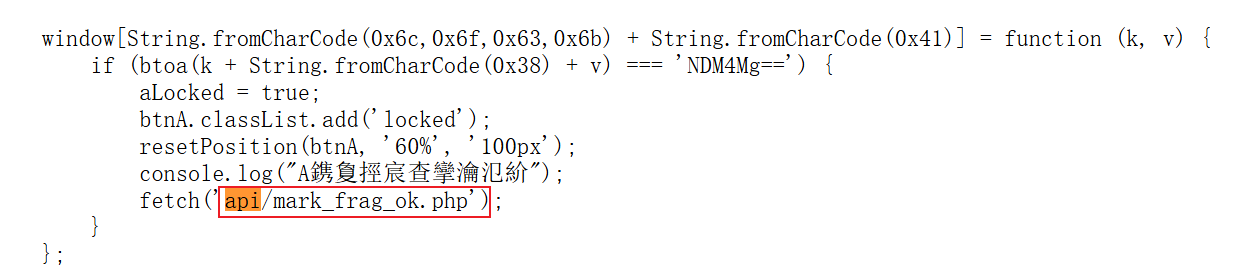 window[String.fromCharCode(0x6c,0x6f,0x63,0x6b) + String.fromCharCode(0x41)] = function (k, v) {
if (btoa(k + String.fromCharCode(0x38) + v) === 'NDM4Mg==') {
aLocked = true;
btnA.classList.add('locked');
resetPosition(btnA, '60%', '100px');
console.log("A鎸夐挳宸查攣瀹氾紒");
fetch('api/mark_frag_ok.php');
}
};